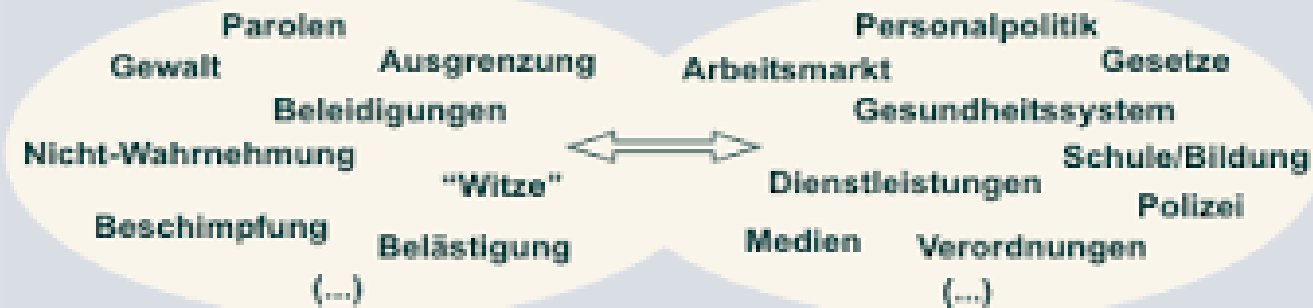 Parolen
Gewalt
Ausgrenzung
Beleidigungen
Nicht-Wahrnehmung
“Witze”
Beschimpfung
Belästigung
(...)
Personalpolitik
Arbeitsmarkt
Gesetze
Gesundheitssystem
Schule/Bildung
Dienstleistungen
Polizei
Medien
Verordnungen
(...)